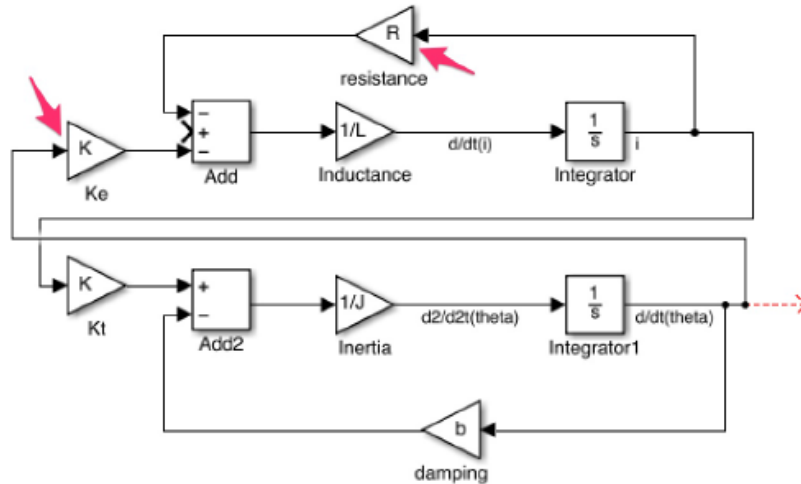 R
resistance
−
+
−
K
Ke
Add
1/L
Inductance
d/dt(i)
1
s
i
Integrator
K
Kt
+
−
Add2
1/J
Inertia
d2/d2t(theta)
1
s
d/dt(theta)
Integrator1
b
damping